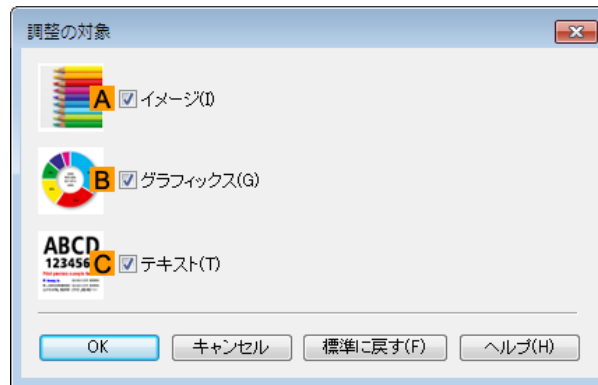 調整の対象
A イメージ(I)
B グラフィックス(G)
ABCD
123456
C テキスト(T)
OK キャンセル 標準に戻す(F) ヘルプ(H)